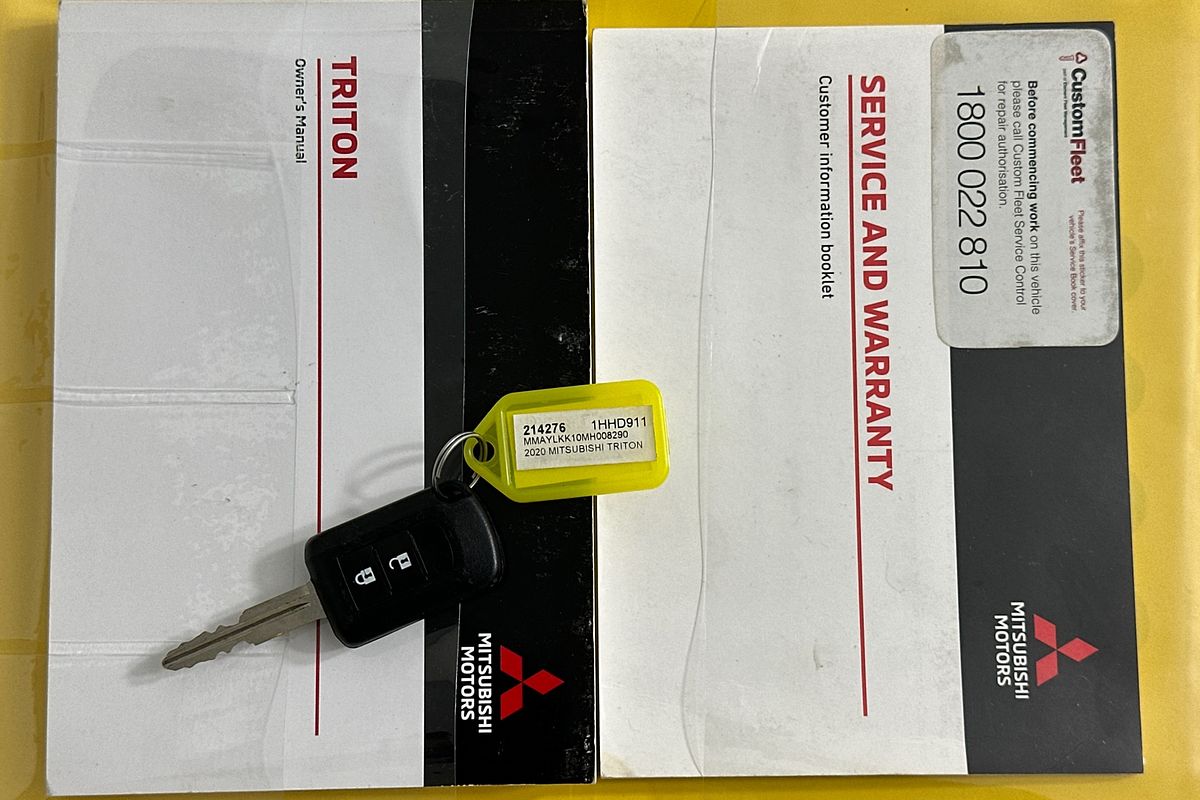 TRITON
Owner's Manual
MITSUBISHI
MOTORS
214276 1HHD911
MMAYLKK10MH008290
2020 MITSUBISHI TRITON
SERVICE AND WARRANTY
Customer information booklet
CustomFleet
Please affix this sticker to your
vehicle's Service Book cover.
Before commencing work on this vehicle
please call Custom Fleet Service Control
for repair authorisation.
1800 022 810
MITSUBISHI
MOTORS